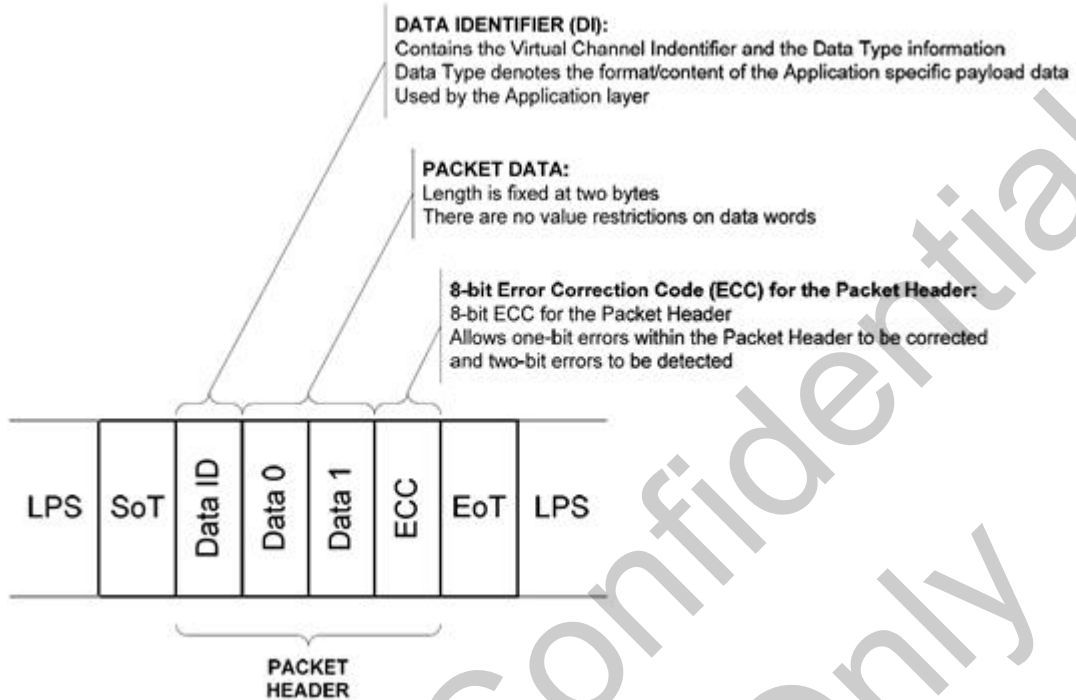 DATA IDENTIFIER (DI):
Contains the Virtual Channel Indentifier and the Data Type information
Data Type denotes the format/content of the Application specific payload data
Used by the Application layer
PACKET DATA:
Length is fixed at two bytes
There are no value restrictions on data words
8-bit Error Correction Code (ECC) for the Packet Header:
8-bit ECC for the Packet Header
Allows one-bit errors within the Packet Header to be corrected
and two-bit errors to be detected
LPS SoT Data ID Data 0 Data 1 ECC EoT LPS
PACKET
HEADER
Confidential
Only